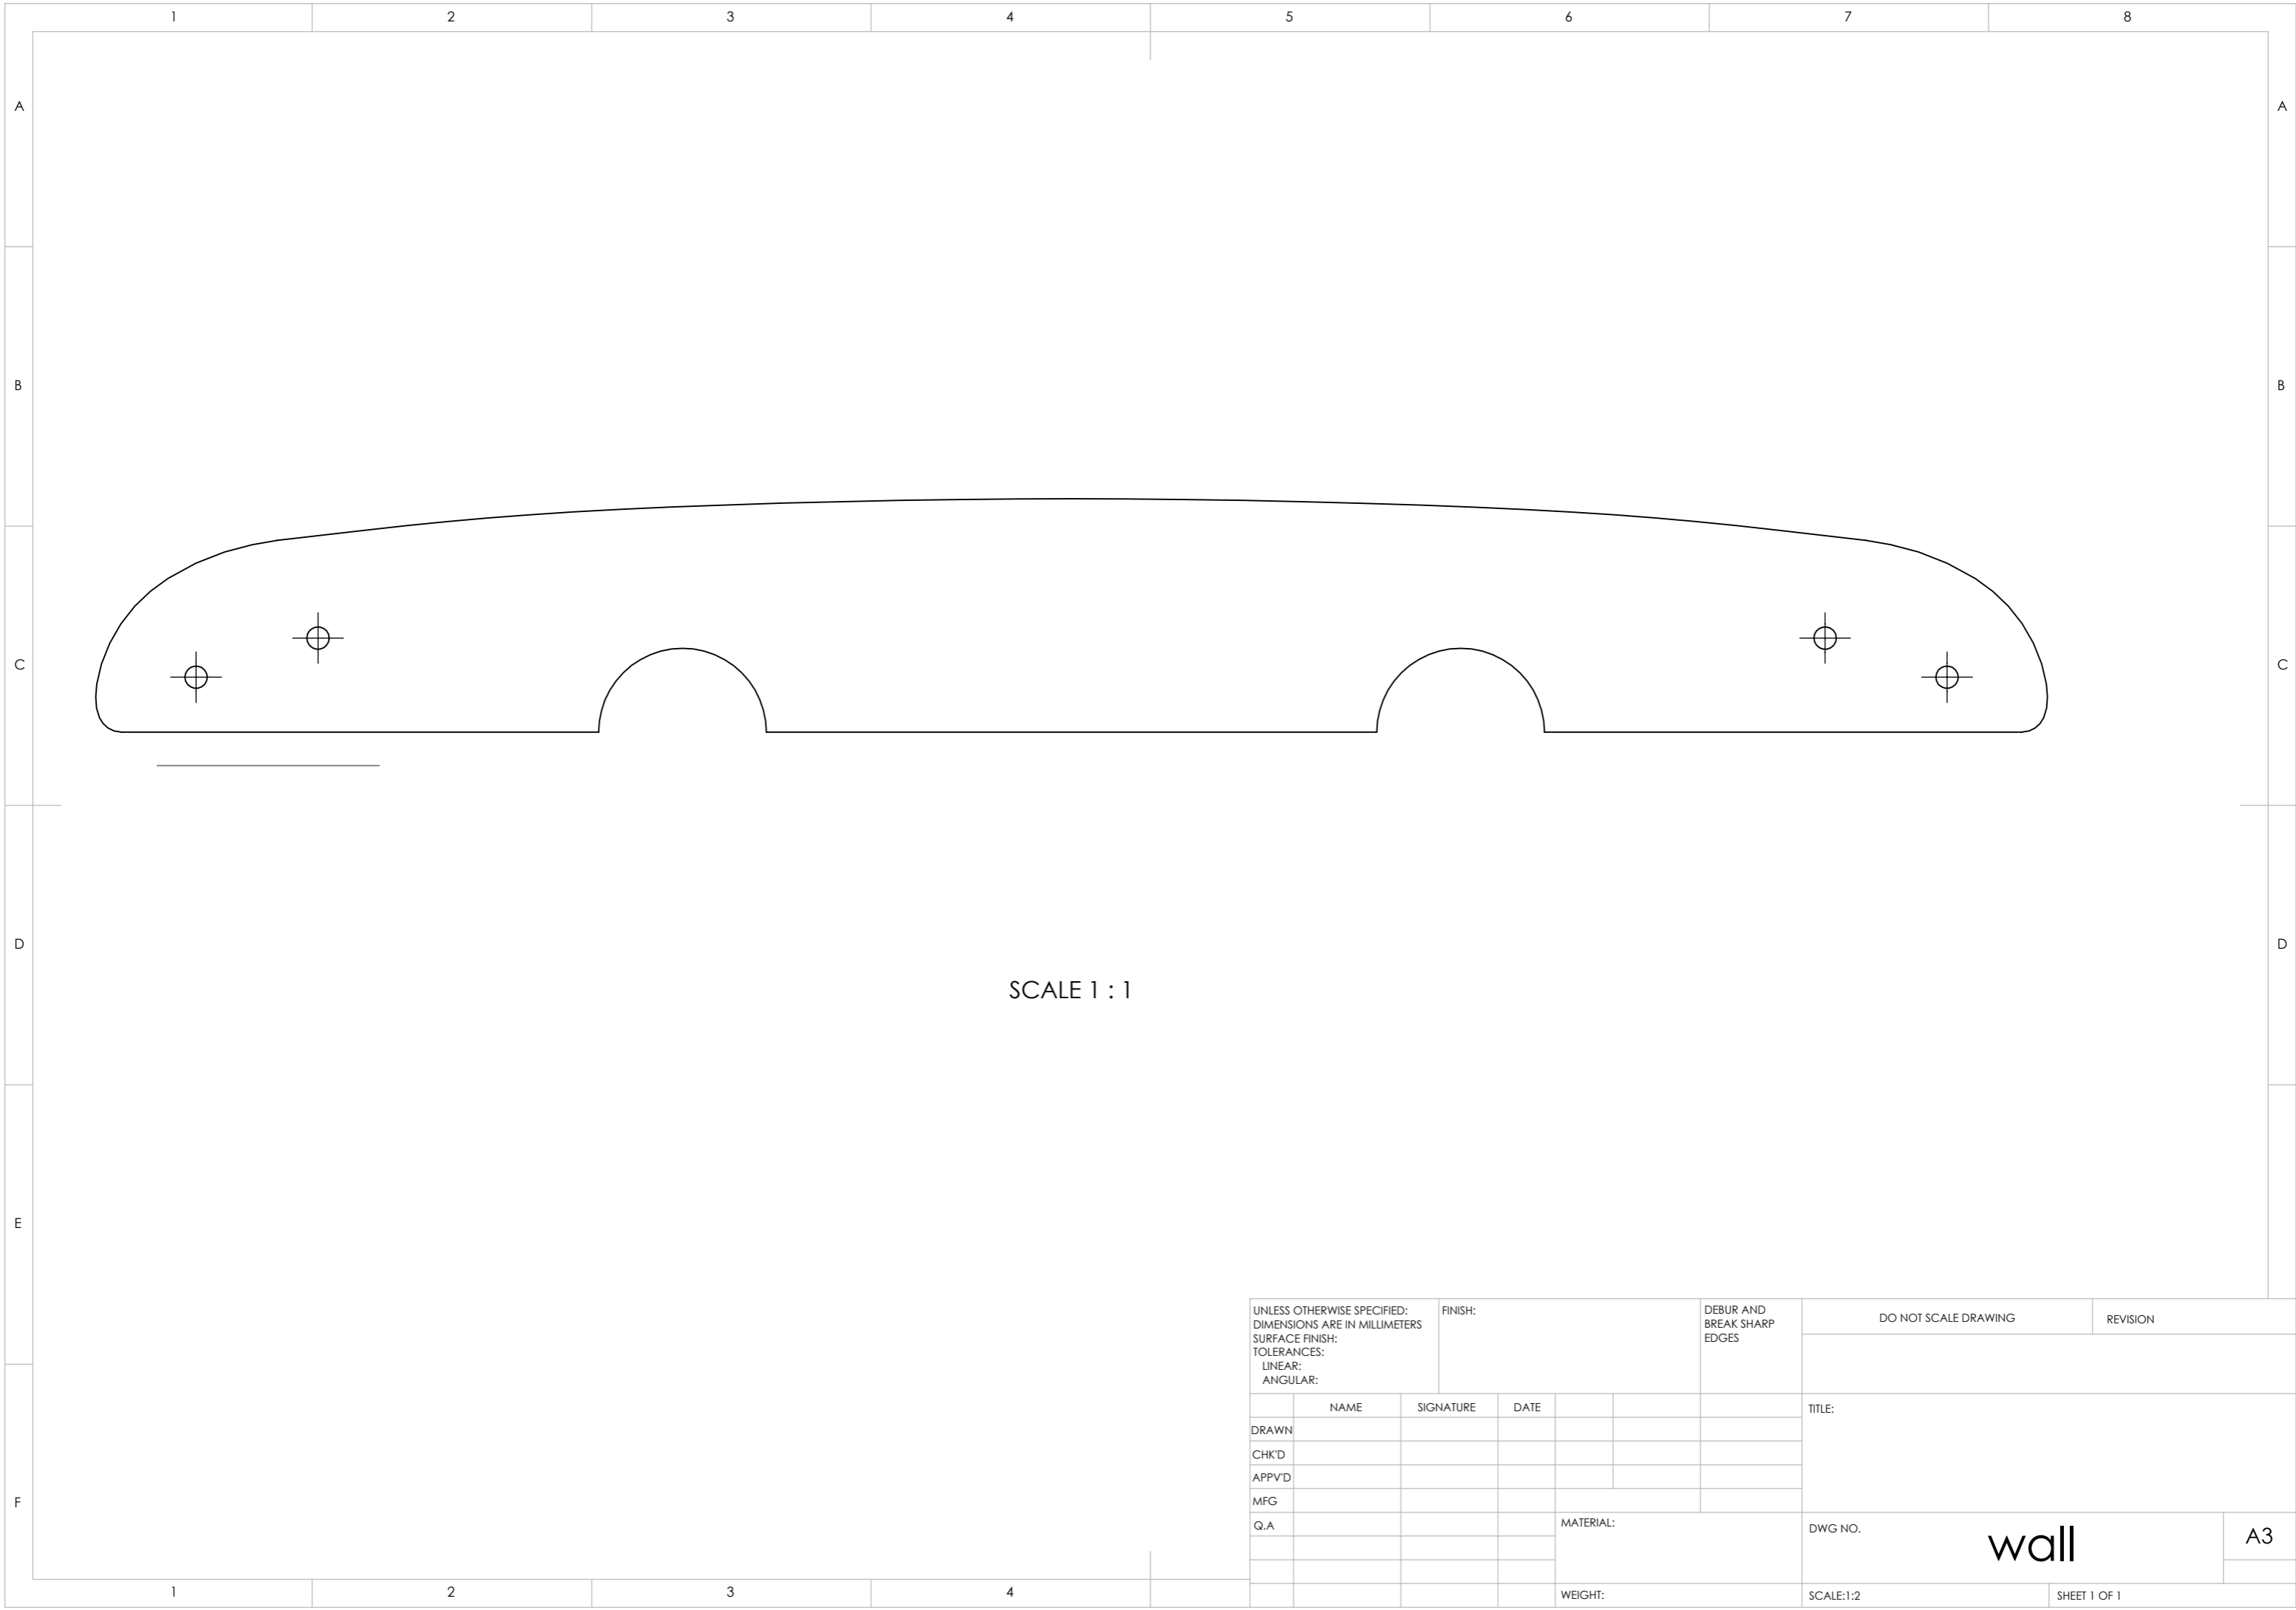 1 2 3 4 5 6 7 8
A A
B B
C C
D D
SCALE 1 : 1
E
F
UNLESS OTHERWISE SPECIFIED:
DIMENSIONS ARE IN MILLIMETERS
SURFACE FINISH:
TOLERANCES:
LINEAR:
ANGULAR:
FINISH:
DEBUR AND
BREAK SHARP
EDGES
DO NOT SCALE DRAWING
REVISION
NAME SIGNATURE DATE
DRAWN
CHK'D
APPV'D
MFG
Q.A
TITLE:
MATERIAL:
DWG NO.
wall
A3
WEIGHT:
SCALE:1:2
SHEET 1 OF 1
1 2 3 4